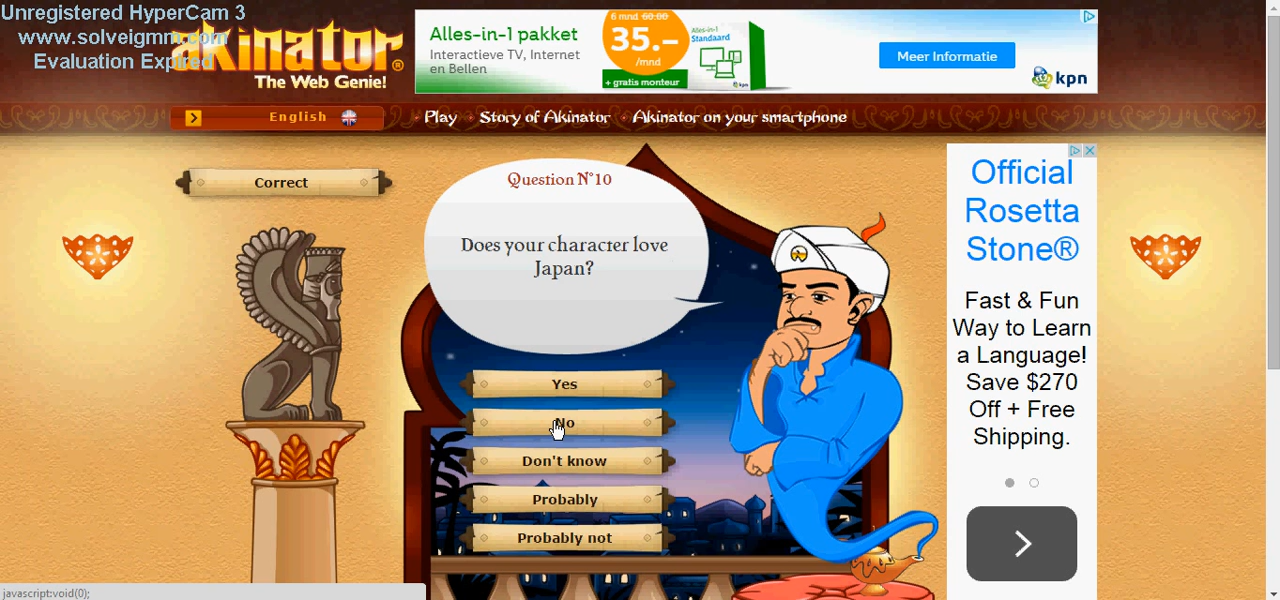 Unregistered HyperCam 3
www.solveigmm.com
Evaluation Expired
akinator®
The Web Genie!
Alles-in-1 pakket
Interactieve TV, Internet
en Bellen
6 mnd 60.00
35.-
/mnd
+ gratis monteur
Alles-in-1
Standaard
Meer Informatie
kpn
English
Play
Story of Akinator
Akinator on your smartphone
Correct
Question N°10
Does your character love
Japan?
Yes
No
Don't know
Probably
Probably not
Official
Rosetta
Stone®
Fast & Fun
Way to Learn
a Language!
Save $270
Off + Free
Shipping.
javascript:void(0);